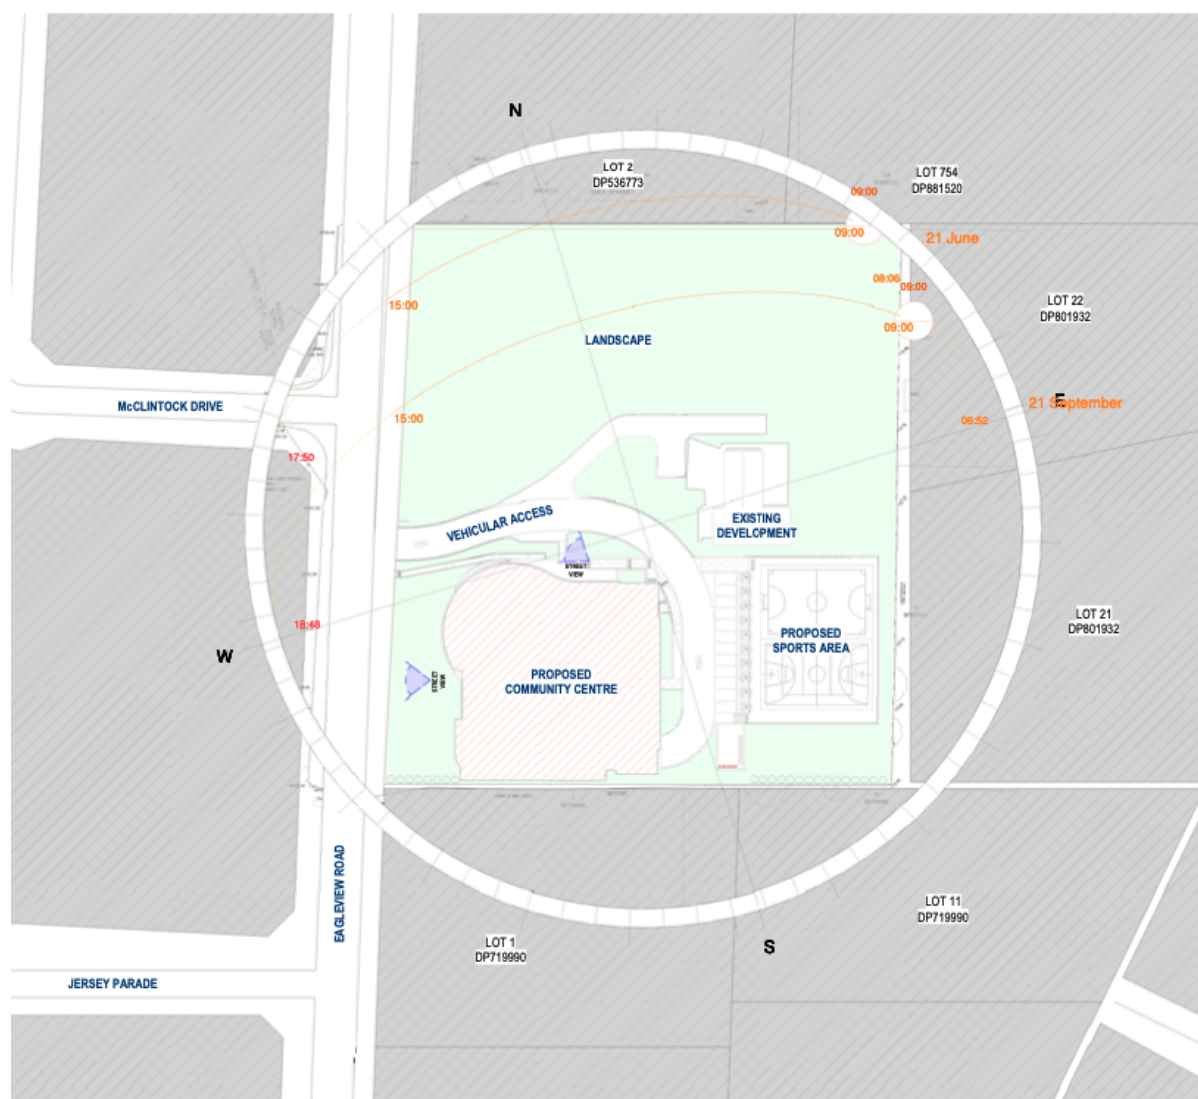 N
LOT 2
DP536773
LOT 754
DP881520
09:00
09:00
21 June
08:06
09:00
LOT 22
DP801932
15:00
09:00
LANDSCAPE
McCLINTOCK DRIVE
15:00
E
21 September
06:52
17:50
VEHICULAR ACCESS
EXISTING
DEVELOPMENT
STREET
VIEW
LOT 21
DP801932
18:48
PROPOSED
SPORTS AREA
W
STREET
VIEW
PROPOSED
COMMUNITY CENTRE
EAGLEVIEW ROAD
LOT 11
DP719990
LOT 1
DP719990
S
JERSEY PARADE